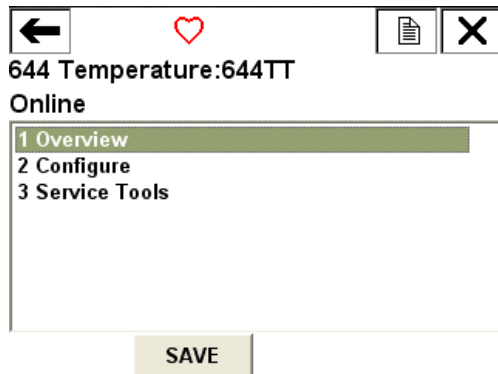 644 Temperature:644TT
Online
1 Overview
2 Configure
3 Service Tools
SAVE